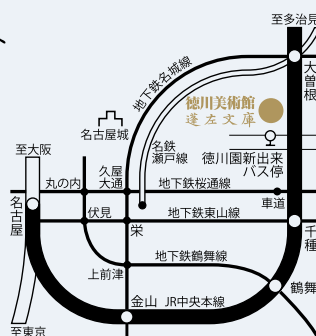 至多治見
大曽根
地下鉄名城線
徳川美術館
蓬左文庫
名古屋城
名鉄
瀬戸線
徳川園新出来
バス停
至大阪
久屋
大通
丸の内
地下鉄桜通線
車道
名古屋
伏見
地下鉄東山線
栄
千種
地下鉄鶴舞線
上前津
鶴舞
金山
JR中央本線
至東京